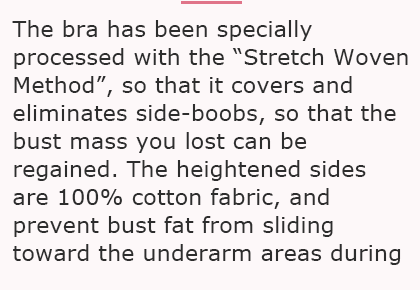 The bra has been specially
processed with the “Stretch Woven
Method”, so that it covers and
eliminates side-boobs, so that the
bust mass you lost can be
regained. The heightened sides
are 100% cotton fabric, and
prevent bust fat from sliding
toward the underarm areas during